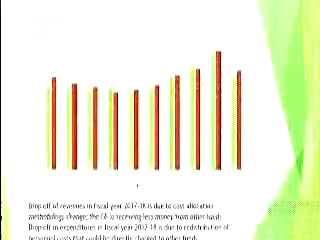 Drop off of revenues in fiscal year 2017-18 is due to cost allocation
methodology change; the is receiving less money from other funds
Drop off in expenditures in fiscal year 2017-18 is due to redistribution of
personnel costs that could be directly charged to other funds